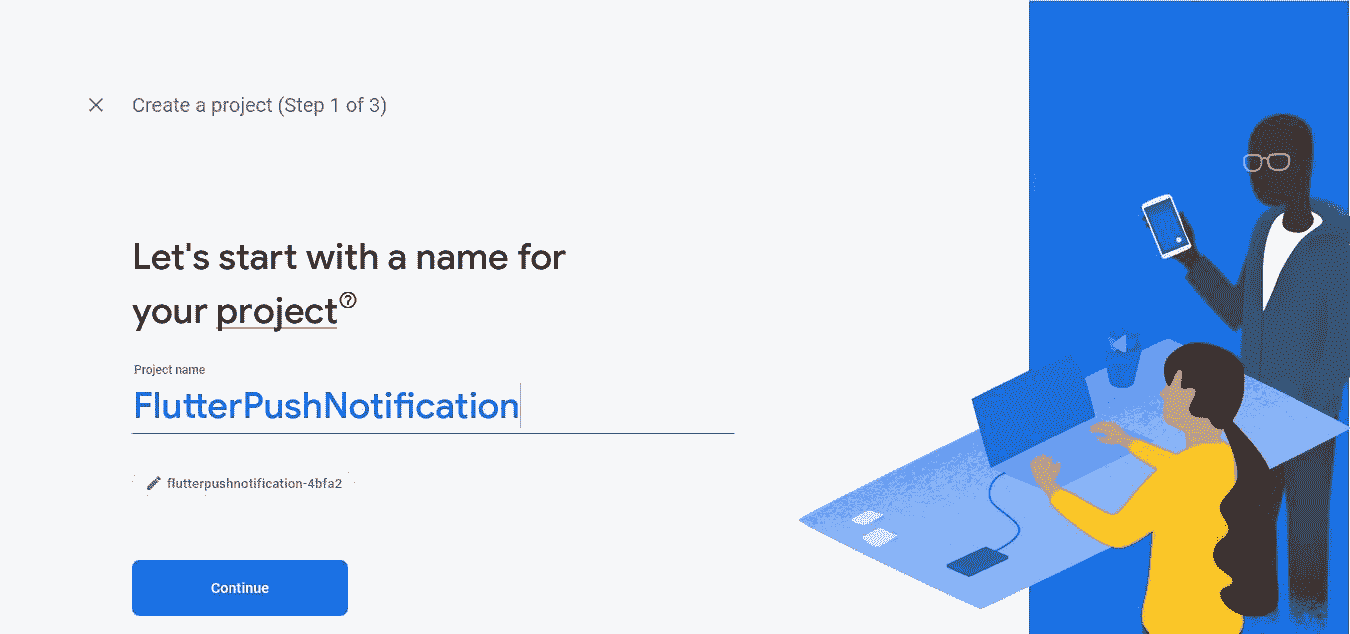 Create a project (Step 1 of 3)
Let's start with a name for
your project
Project name
FlutterPushNotification
flutterpushnotification-4bfa2
Continue